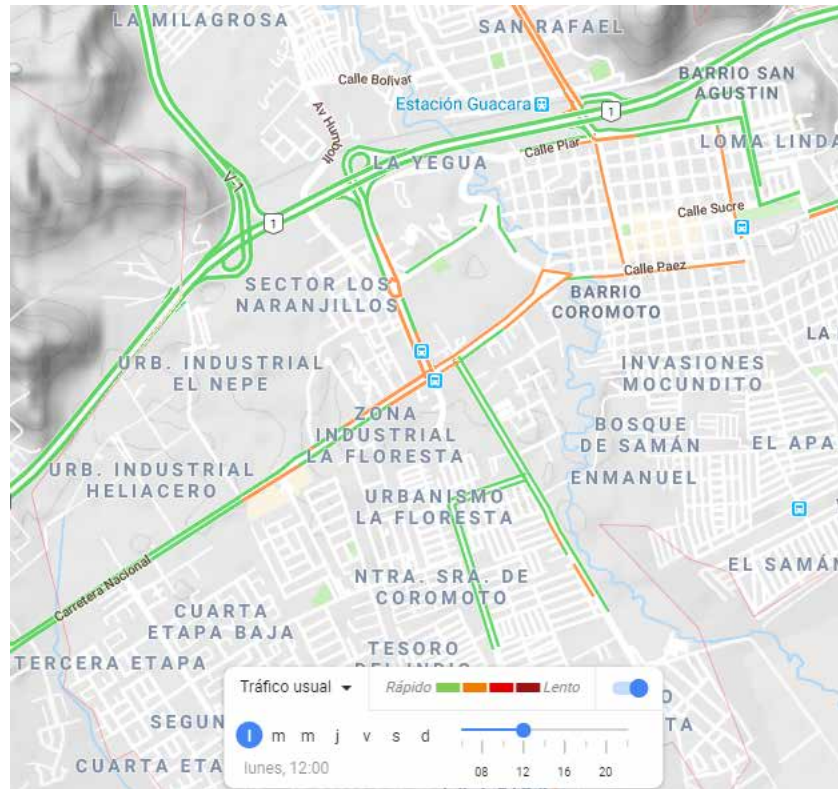 LA MILAGROSA
SAN RAFAEL
Calle Bolívar
BARRIO SAN
AGUSTIN
Estación Guacara
1
Av Humbolt
Calle Piar
LOMA LINDA
LA YEGUA
V-1
Calle Sucre
1
Calle Paez
SECTOR LOS
NARANJILLOS
BARRIO
COROMOTO
LA
URB. INDUSTRIAL
EL NEPE
INVASIONES
MOCUNDITO
ZONA
INDUSTRIAL
LA FLORESTA
BOSQUE
DE SAMÁN
EL APA
URB. INDUSTRIAL
HELIACERO
ENMANUEL
URBANISMO
LA FLORESTA
EL SAMÁN
Carretera Nacional
NTRA. SRA. DE
COROMOTO
CUARTA
ETAPA BAJA
TESORO
DEL INDIO
TERCERA ETAPA
Tráfico usual
Rápido
Lento
SEGUN
O
TA
l m m j v s d
lunes, 12:00
08 12 16 20
CUARTA ETA